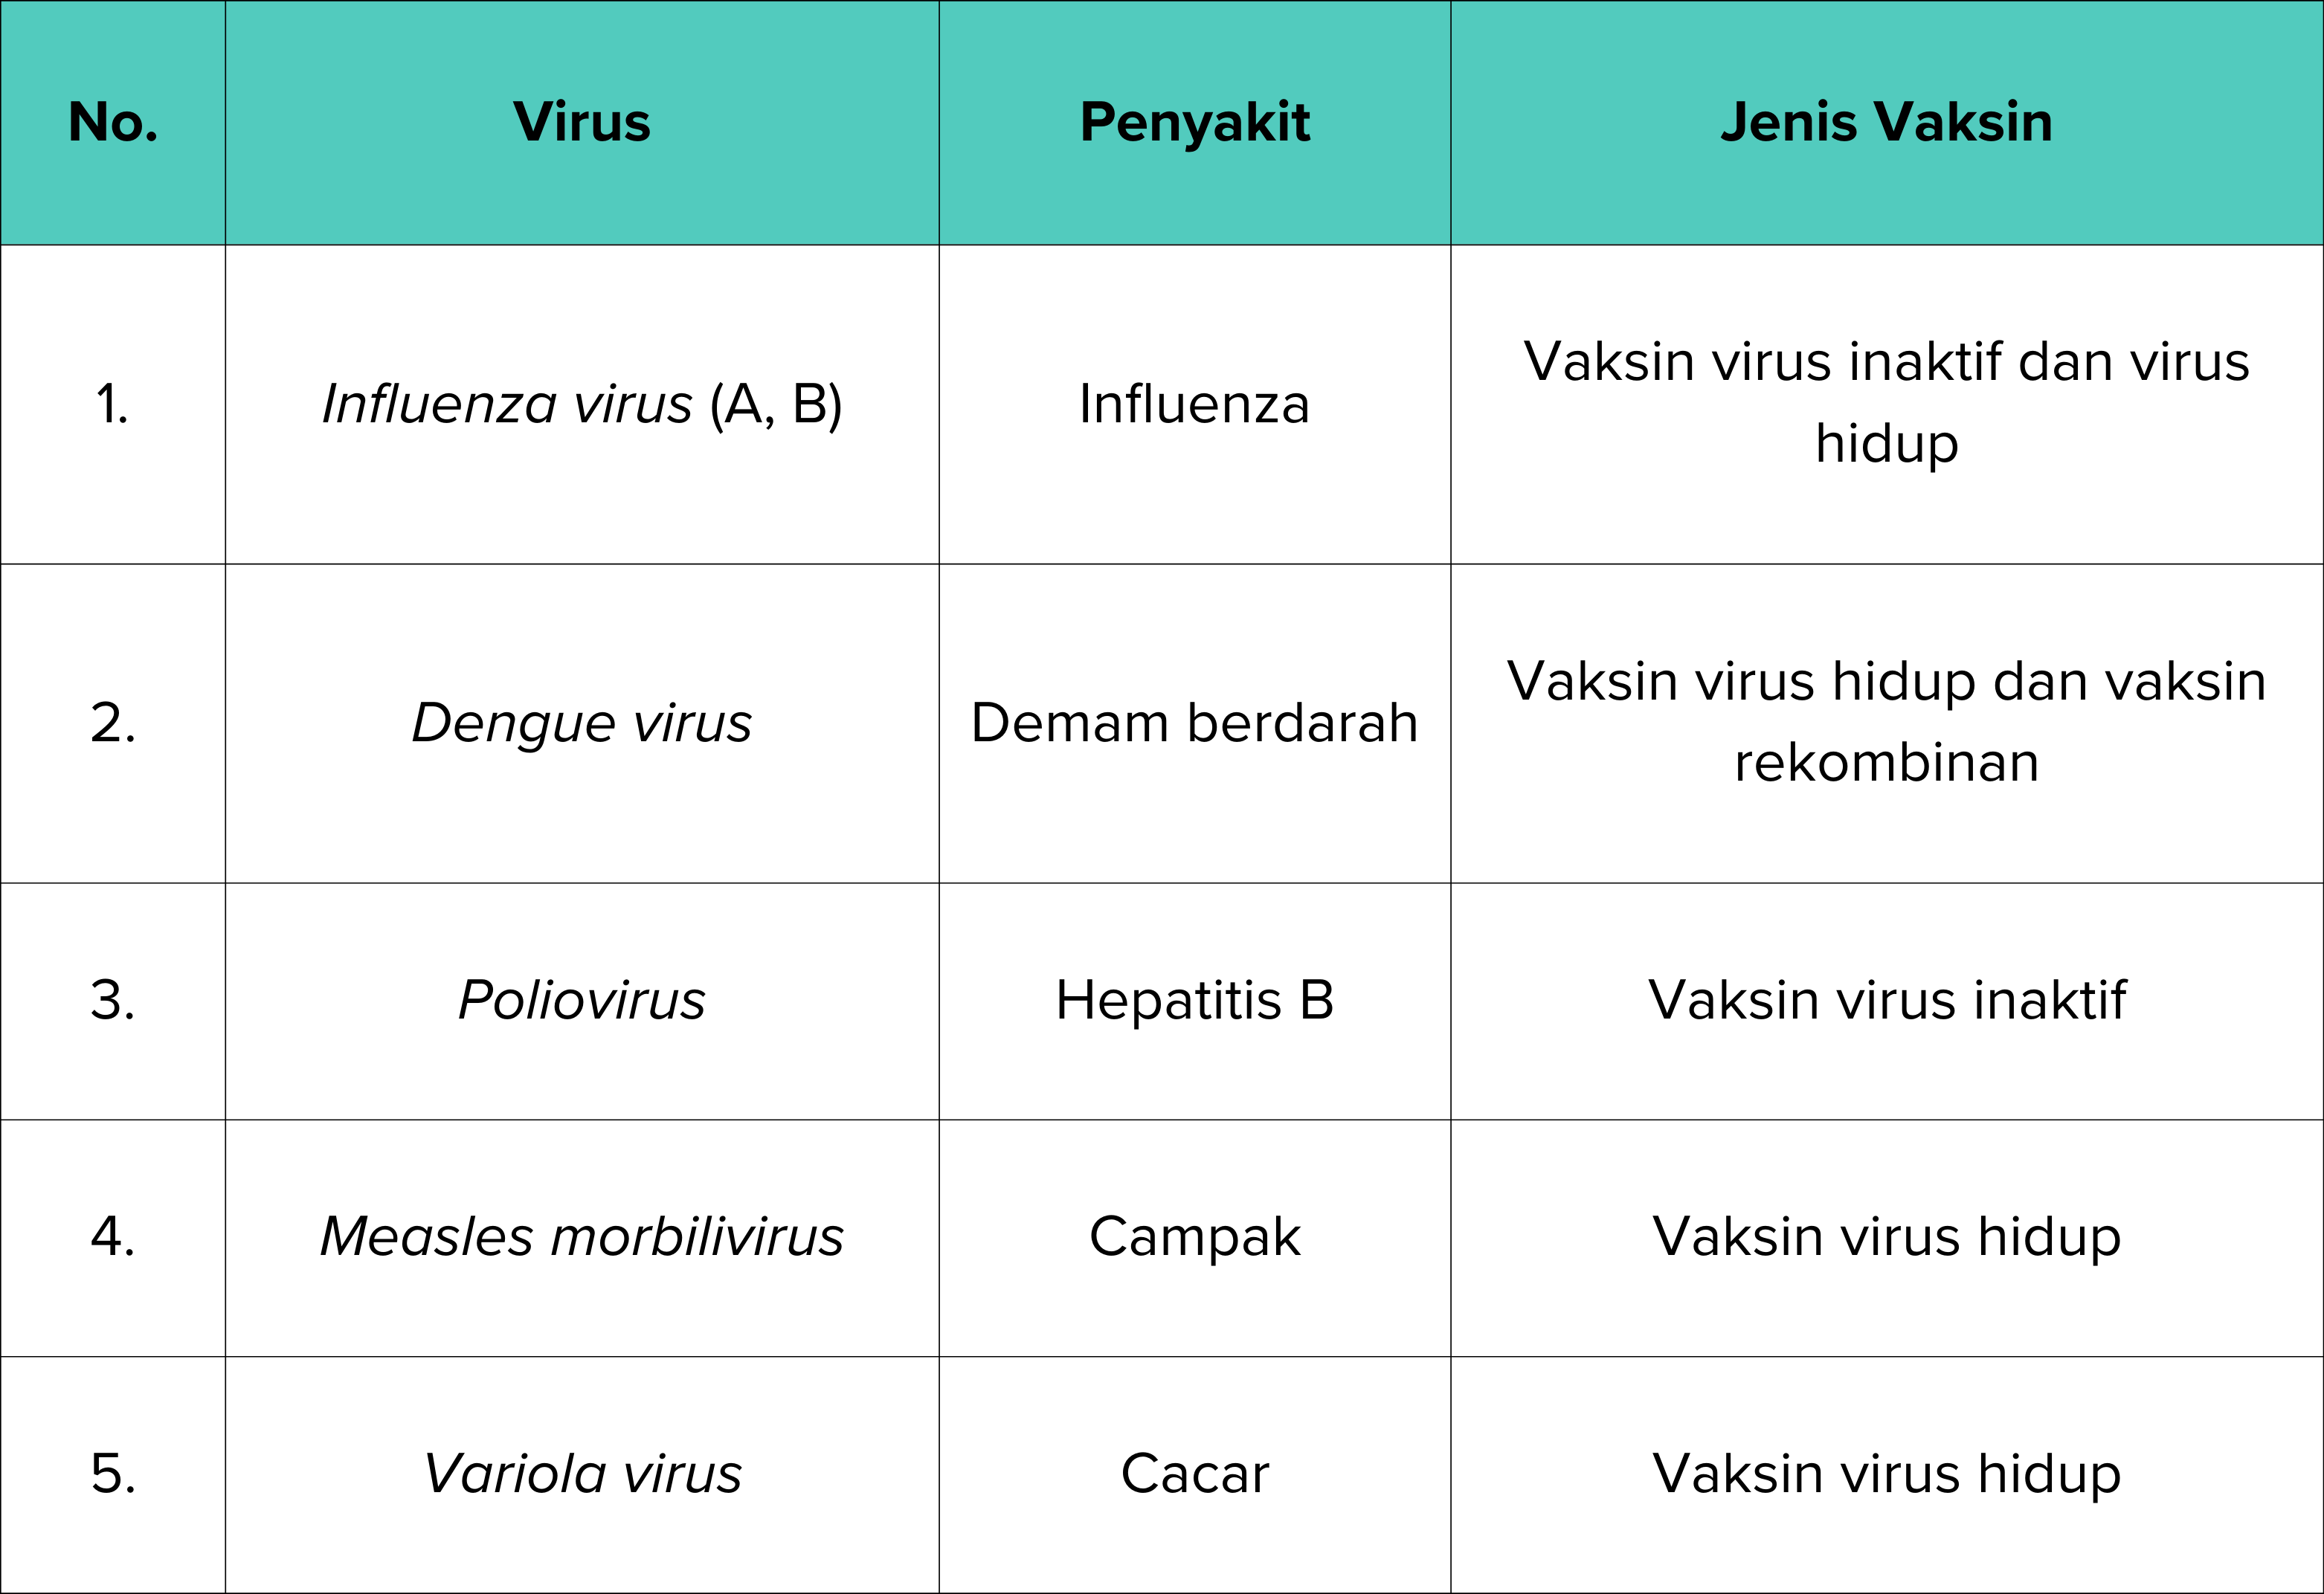 No. Virus Penyakit Jenis Vaksin
1. Influenza virus (A, B) Influenza Vaksin virus inaktif dan virus
hidup
2. Dengue virus Demam berdarah Vaksin virus hidup dan vaksin
rekombinan
3. Poliovirus Hepatitis B Vaksin virus inaktif
4. Measles morbilivirus Campak Vaksin virus hidup
5. Variola virus Cacar Vaksin virus hidup